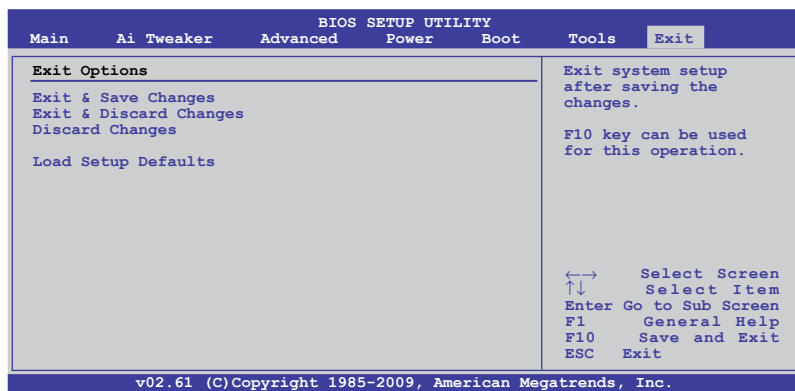 BIOS SETUP UTILITY
Main Ai Tweaker Advanced Power Boot Tools Exit
Exit Options
Exit & Save Changes
Exit & Discard Changes
Discard Changes
Load Setup Defaults
Exit system setup
after saving the
changes.
F10 key can be used
for this operation.
←→ Select Screen
↑↓ Select Item
Enter Go to Sub Screen
F1 General Help
F10 Save and Exit
ESC Exit
v02.61 (C)Copyright 1985-2009, American Megatrends, Inc.